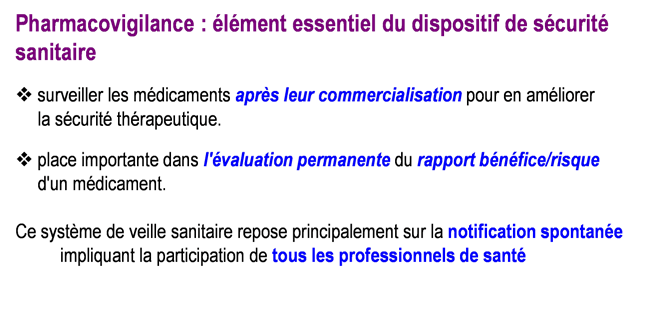 Pharmacovigilance : élément essentiel du dispositif de sécurité
sanitaire
❖ surveiller les médicaments après leur commercialisation pour en améliorer
la sécurité thérapeutique.
❖ place importante dans l'évaluation permanente du rapport bénéfice/risque
d'un médicament.
Ce système de veille sanitaire repose principalement sur la notification spontanée
impliquant la participation de tous les professionnels de santé